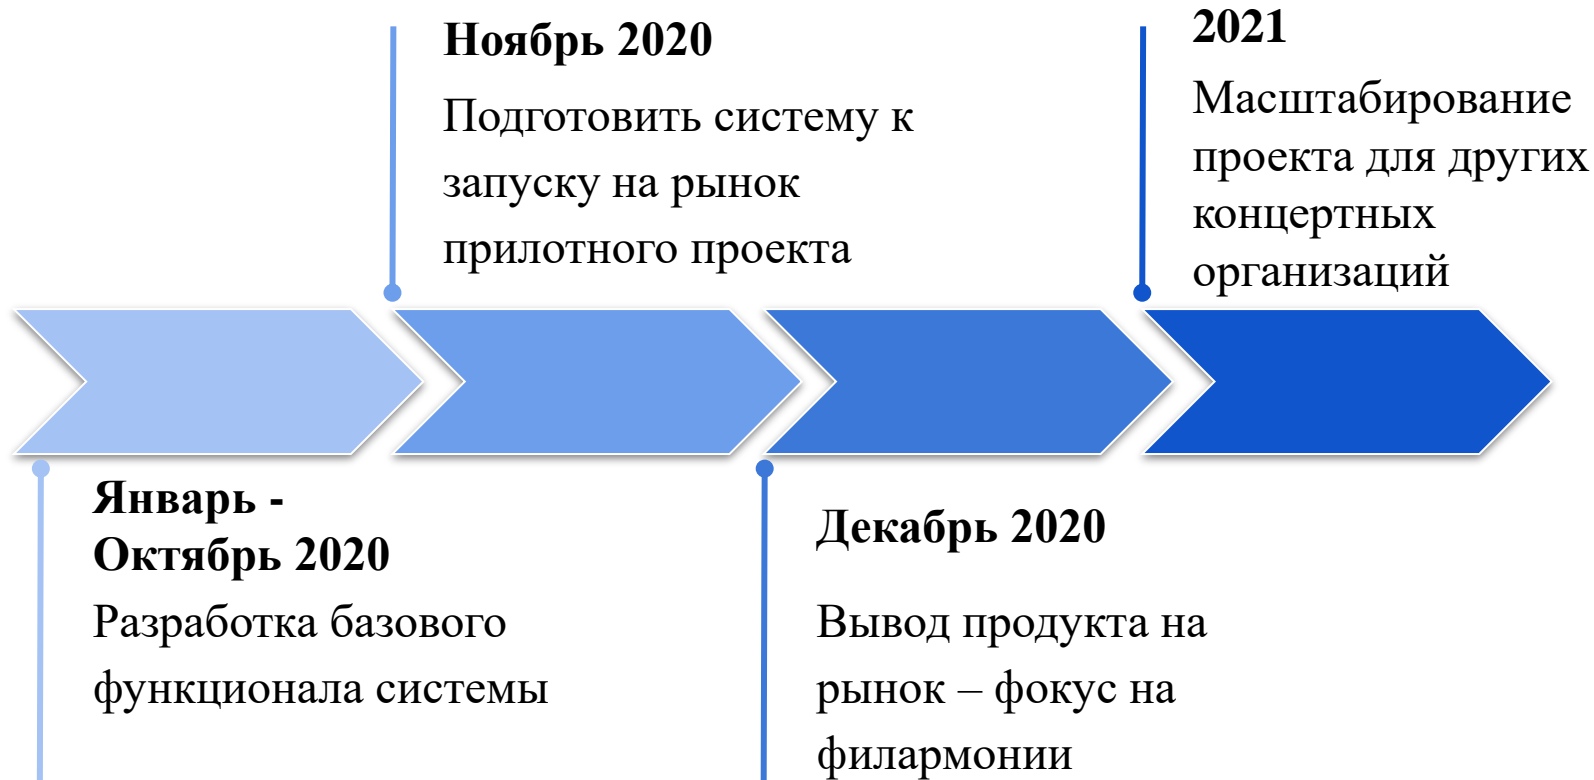 Ноябрь 2020
Подготовить систему к
запуску на рынок
прилотного проекта
2021
Масштабирование
проекта для других
концертных
организаций
Январь -
Октябрь 2020
Разработка базового
функционала системы
Декабрь 2020
Вывод продукта на
рынок – фокус на
филармонии